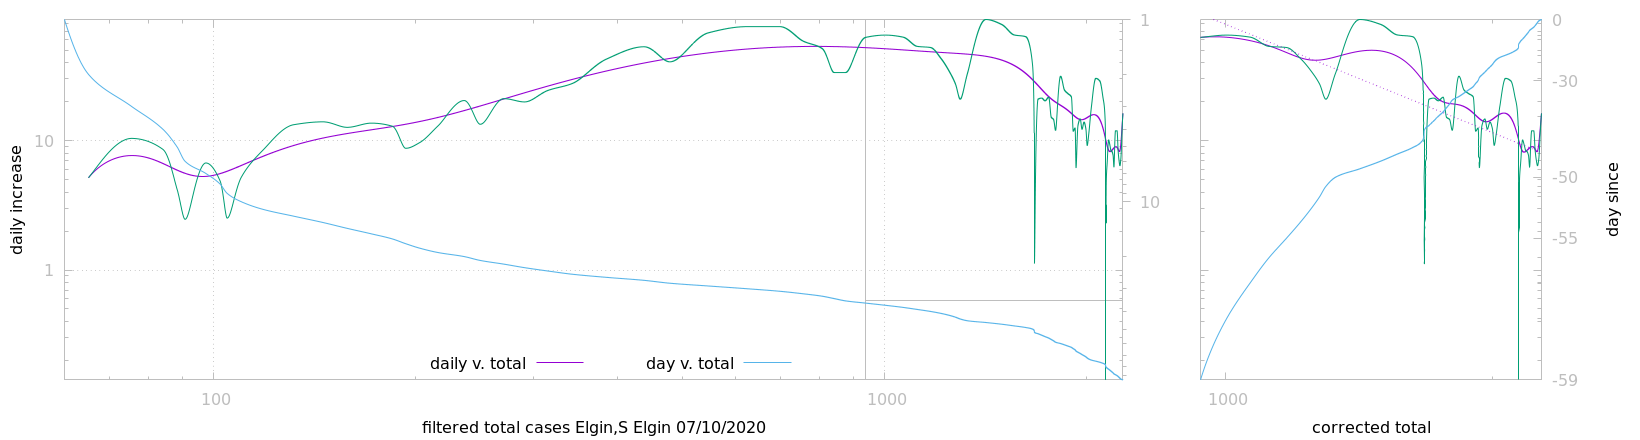 daily increase
10
1
100
1000
1
10
daily v. total
day v. total
filtered total cases Elgin,S Elgin 07/10/2020
0
-30
-50
-55
-59
day since
1000
corrected total